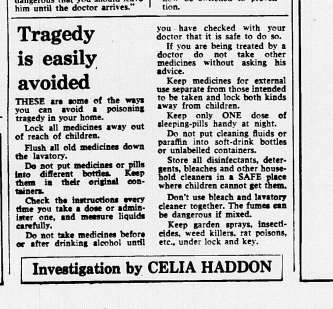 him until the doctor arrives."
Tragedy
is easily
avoided
THESE are some of the ways
you can avoid a poisoning
tragedy in your home.
Lock all medicines away out
of reach of children.
Flush all old medicines down
the lavatory.
Do not put medicines or pills
into different bottles. Keep
them in their original con-
tainers.
Check the instructions every
time you take a dose or admin-
ister one, and measure liquids
carefully.
Do not take medicines before
or after drinking alcohol until
you have checked with your
doctor that it is safe to do so.
If you are being treated by a
doctor do not take other
medicines without asking his
advice.
Keep medicines for external
use separate from those intended
to be taken and lock both kinds
away from children.
Keep only ONE dose of
sleeping-pills handy at night.
Do not put cleaning fluids or
paraffin into soft-drink bottles
or unlabelled containers.
Store all disinfectants, deter-
gents, bleaches and other house-
hold cleaners in a SAFE place
where children cannot get them.
Don't use bleach and lavatory
cleaner together. The fumes can
be dangerous if mixed.
Keep garden sprays, insecti-
cides, weed killers, rat poisons,
etc., under lock and key.
Investigation by CELIA HADDON